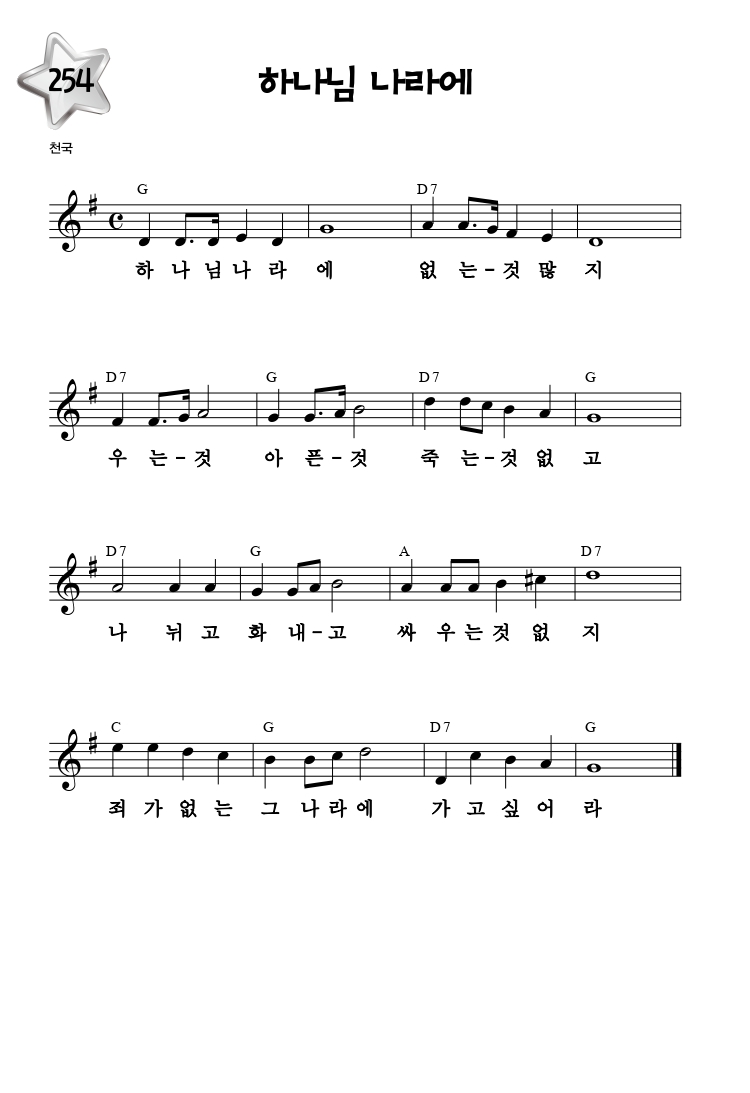 254
하나님 나라에
천국
G D7
하 나 님 나 라 에 없 는 - 것 많 지
D7 G D7 G
우 는 - 것 아 픈 - 것 죽 는 - 것 없 고
D7 G A D7
나 뉘 고 화 내 - 고 싸 우 는 것 없 지
C G D7 G
죄 가 없 는 그 나 라 에 가 고 싶 어 라